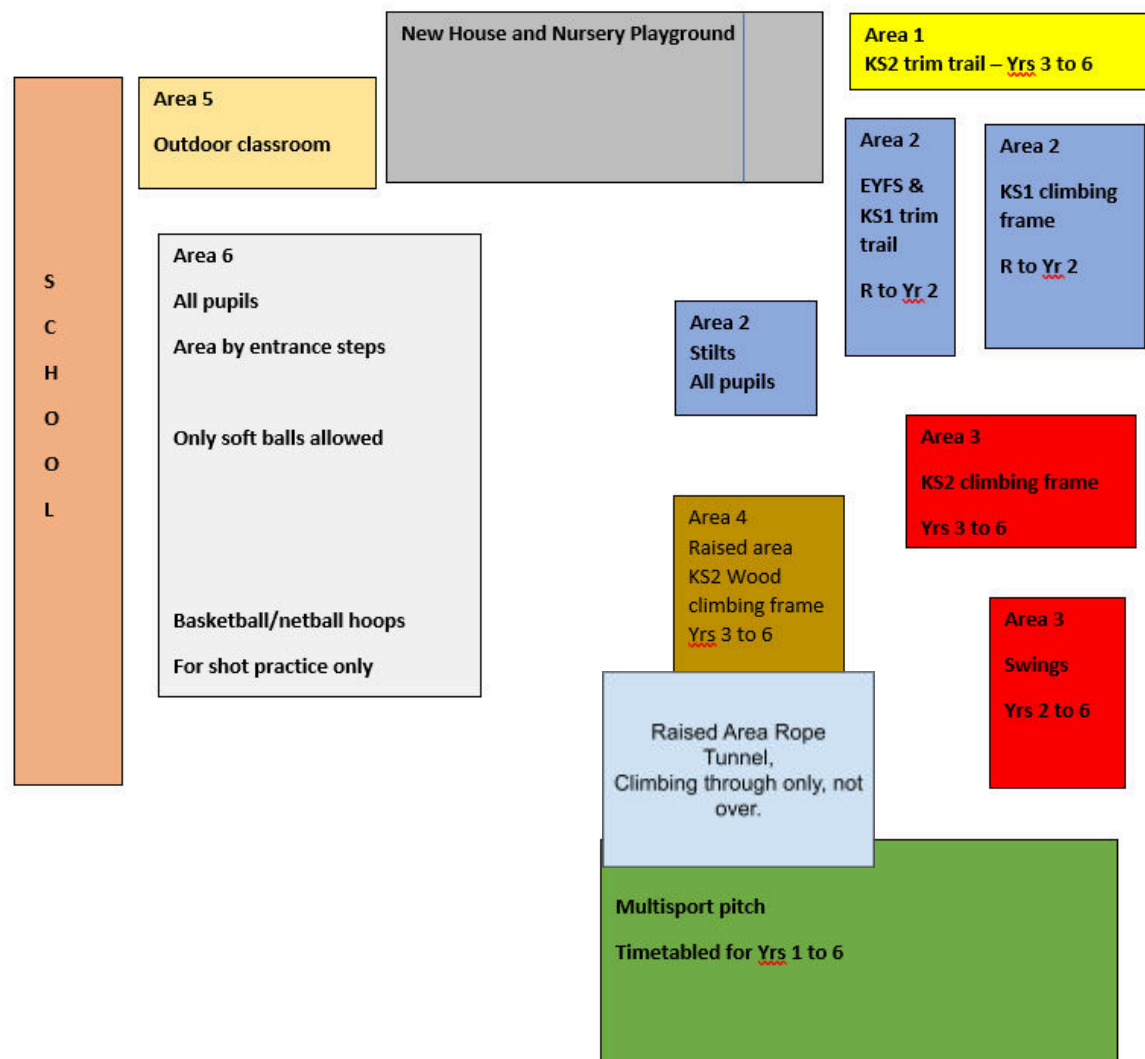 New House and Nursery Playground
Area 1
KS2 trim trail – Yrs 3 to 6
Area 5
Outdoor classroom
Area 2
EYFS &
KS1 trim
trail
R to Yr 2
Area 2
KS1 climbing
frame
R to Yr 2
S
C
H
O
O
L
Area 6
All pupils
Area by entrance steps
Only soft balls allowed
Basketball/netball hoops
For shot practice only
Area 2
Stilts
All pupils
Area 3
KS2 climbing frame
Yrs 3 to 6
Area 4
Raised area
KS2 Wood
climbing frame
Yrs 3 to 6
Area 3
Swings
Yrs 2 to 6
Raised Area Rope
Tunnel,
Climbing through only, not
over.
Multisport pitch
Timetabled for Yrs 1 to 6